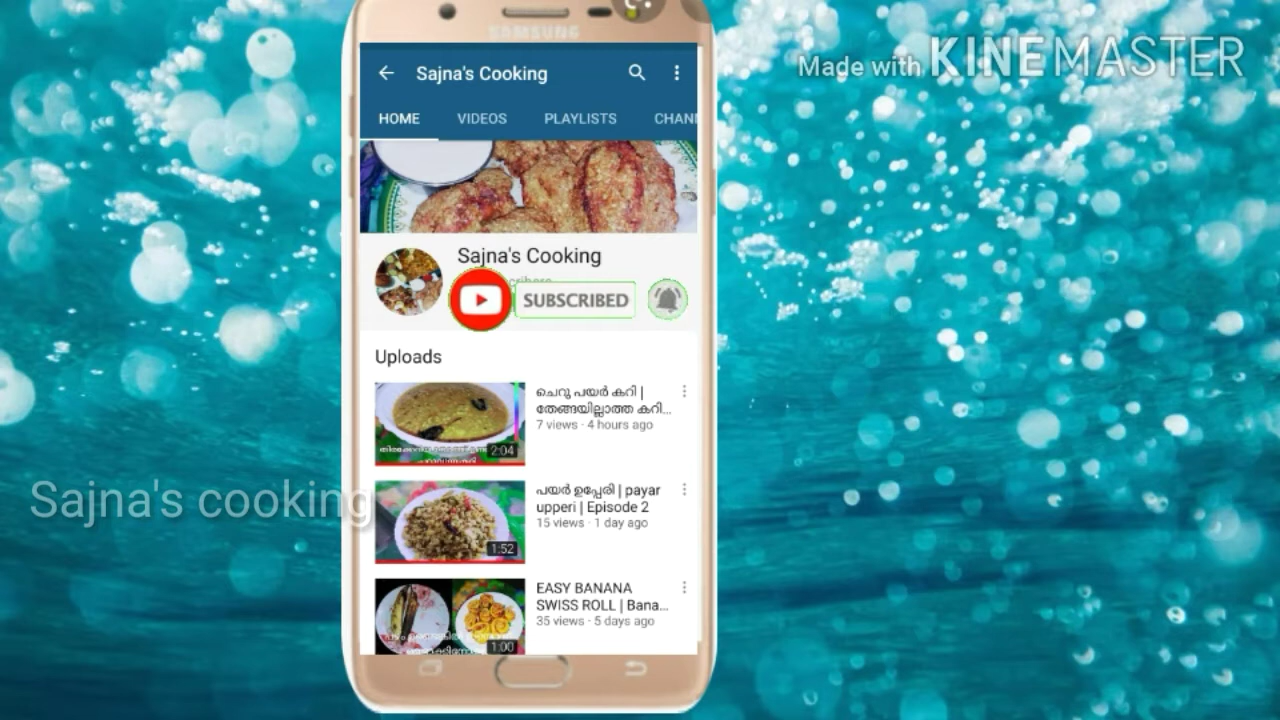 SAMSUNG
Made with KINEMASTER
Sajna's Cooking
HOME VIDEOS PLAYLISTS CHANN
Sajna's Cooking
SUBSCRIBED
Uploads
ചെറു പയർ കറി |
തേങ്ങയില്ലാത്ത കറി...
7 views · 4 hours ago
2:04
പയർ ഉപ്പേരി | payar
upperi | Episode 2
15 views · 1 day ago
1:52
Sajna's cooking
EASY BANANA
SWISS ROLL | Bana...
35 views · 5 days ago
1:00